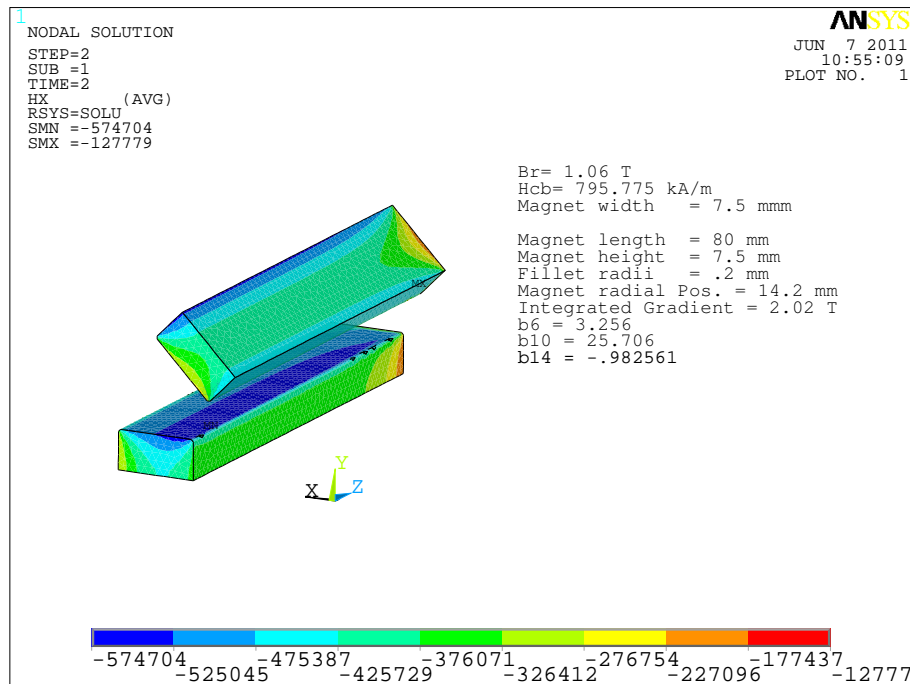 1
NODAL SOLUTION
STEP=2
SUB =1
TIME=2
HX (AVG)
RSYS=SOLU
SMN =-574704
SMX =-127779
ANSYS
JUN 7 2011
10:55:09
PLOT NO. 1
Br= 1.06 T
Hcb= 795.775 kA/m
Magnet width = 7.5 mmm
Magnet length = 80 mm
Magnet height = 7.5 mm
Fillet radii = .2 mm
Magnet radial Pos. = 14.2 mm
Integrated Gradient = 2.02 T
b6 = 3.256
b10 = 25.706
b14 = -.982561
MX
Y
X
Z
-574704 -475387 -376071 -276754 -177437
-525045 -425729 -326412 -227096 -12777